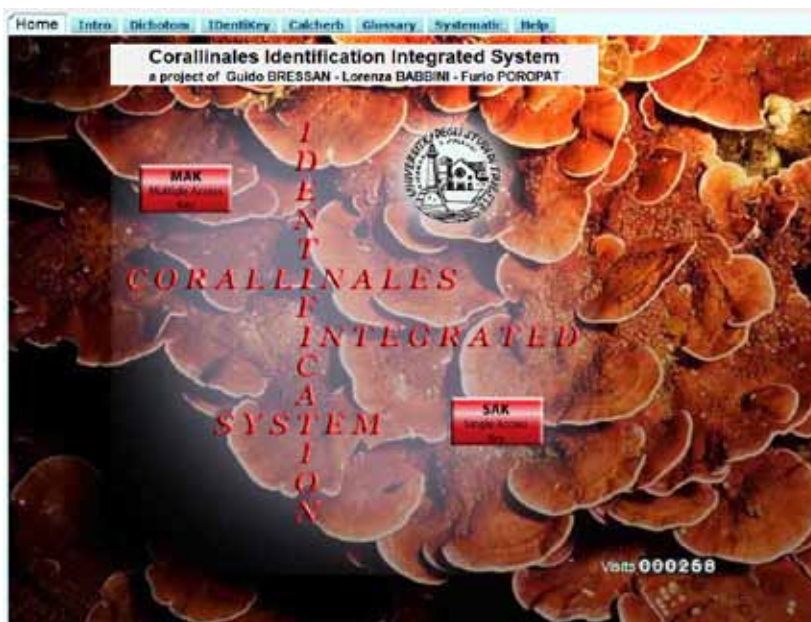 Home Intro Dichotom IDentiKey Calcherb Glossary Systematic Help
Corallinales Identification Integrated System
a project of Guido BRESSAN - Lorenza BABBINI - Furio POROPAT
MAK
Multiple Access
Key
IDENTIFICATION
CORALLINALES
INTEGRATED
SYSTEM
SAK
Single Access
Key
Visits 000258